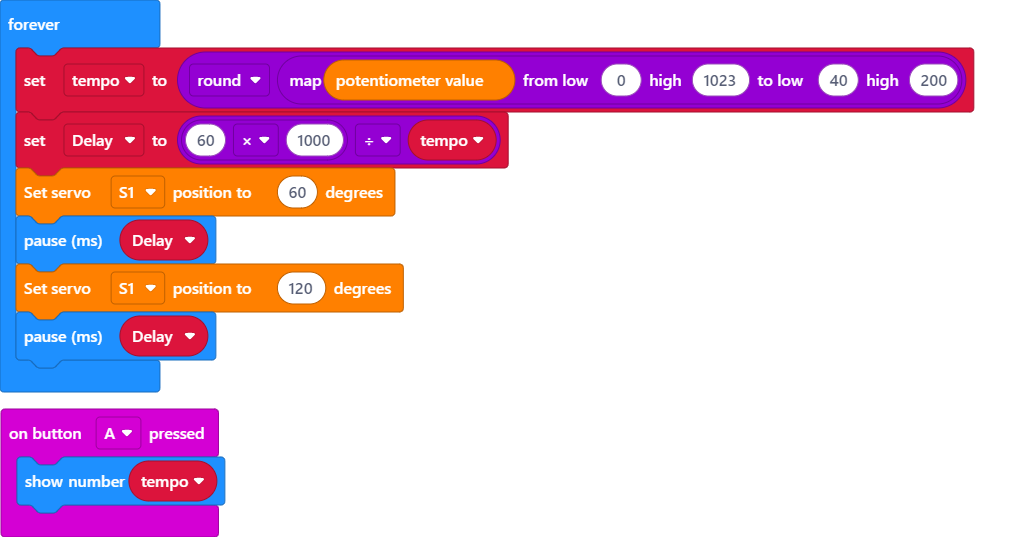 forever
set tempo to round map potentiometer value from low 0 high 1023 to low 40 high 200
set Delay to 60 × 1000 ÷ tempo
Set servo S1 position to 60 degrees
pause (ms) Delay
Set servo S1 position to 120 degrees
pause (ms) Delay
on button A pressed
show number tempo